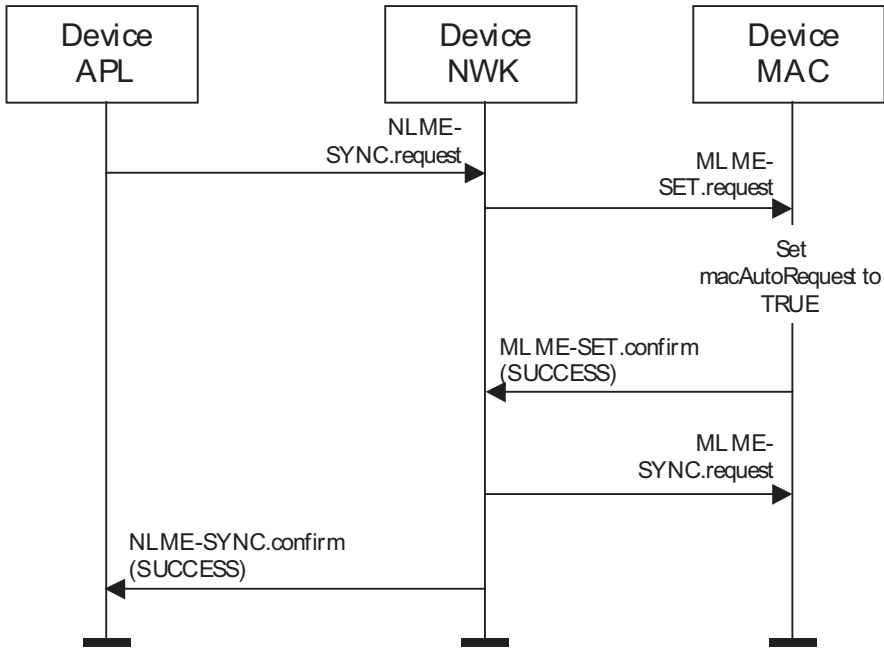 Device
APL
Device
NWK
Device
MAC
NLME-
SYNC.request
MLME-
SET.request
Set
macAutoRequest to
TRUE
MLME-SET.confirm
(SUCCESS)
MLME-
SYNC.request
NLME-SYNC.confirm
(SUCCESS)